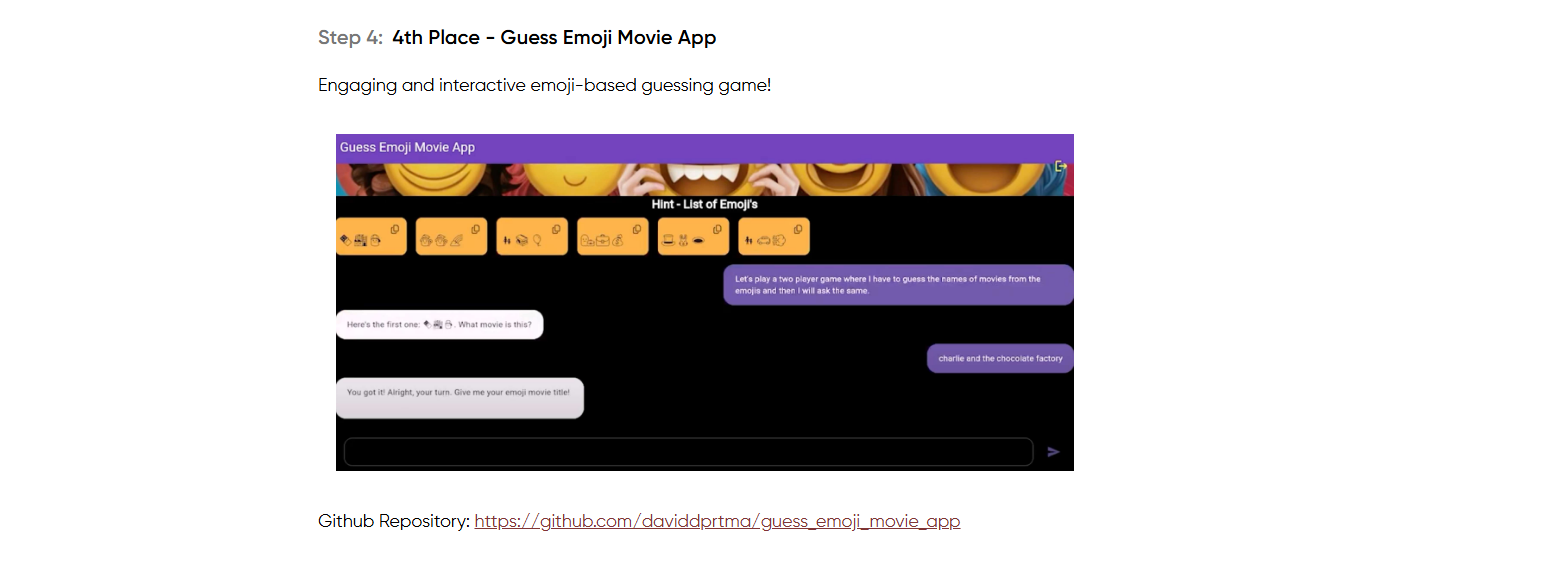 Step 4: 4th Place - Guess Emoji Movie App
Engaging and interactive emoji-based guessing game!
Guess Emoji Movie App
Hint - List of Emoji's
Let's play a two player game where I have to guess the names of movies from the
emojis and then I will ask the same.
Here's the first one: 🍫🏭🎅. What movie is this?
charlie and the chocolate factory
You got it! Alright, your turn. Give me your emoji movie title!
Github Repository: https://github.com/daviddprtma/guess_emoji_movie_app